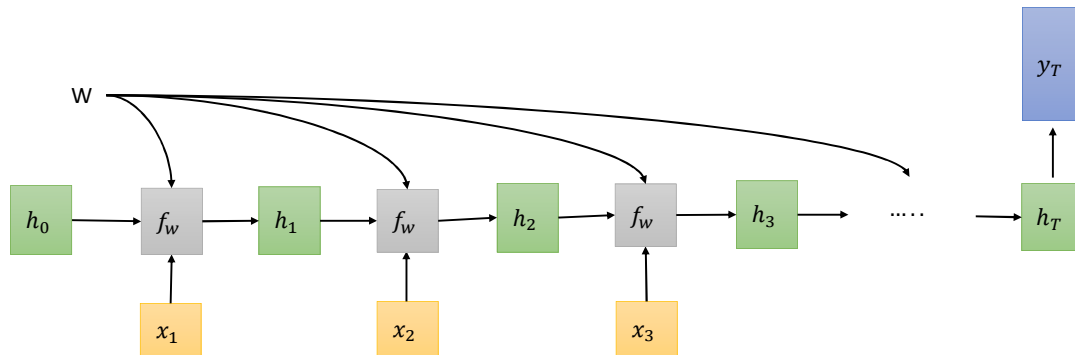 y_T
W
h_0 f_w h_1 f_w h_2 f_w h_3 ..... h_T
x_1 x_2 x_3